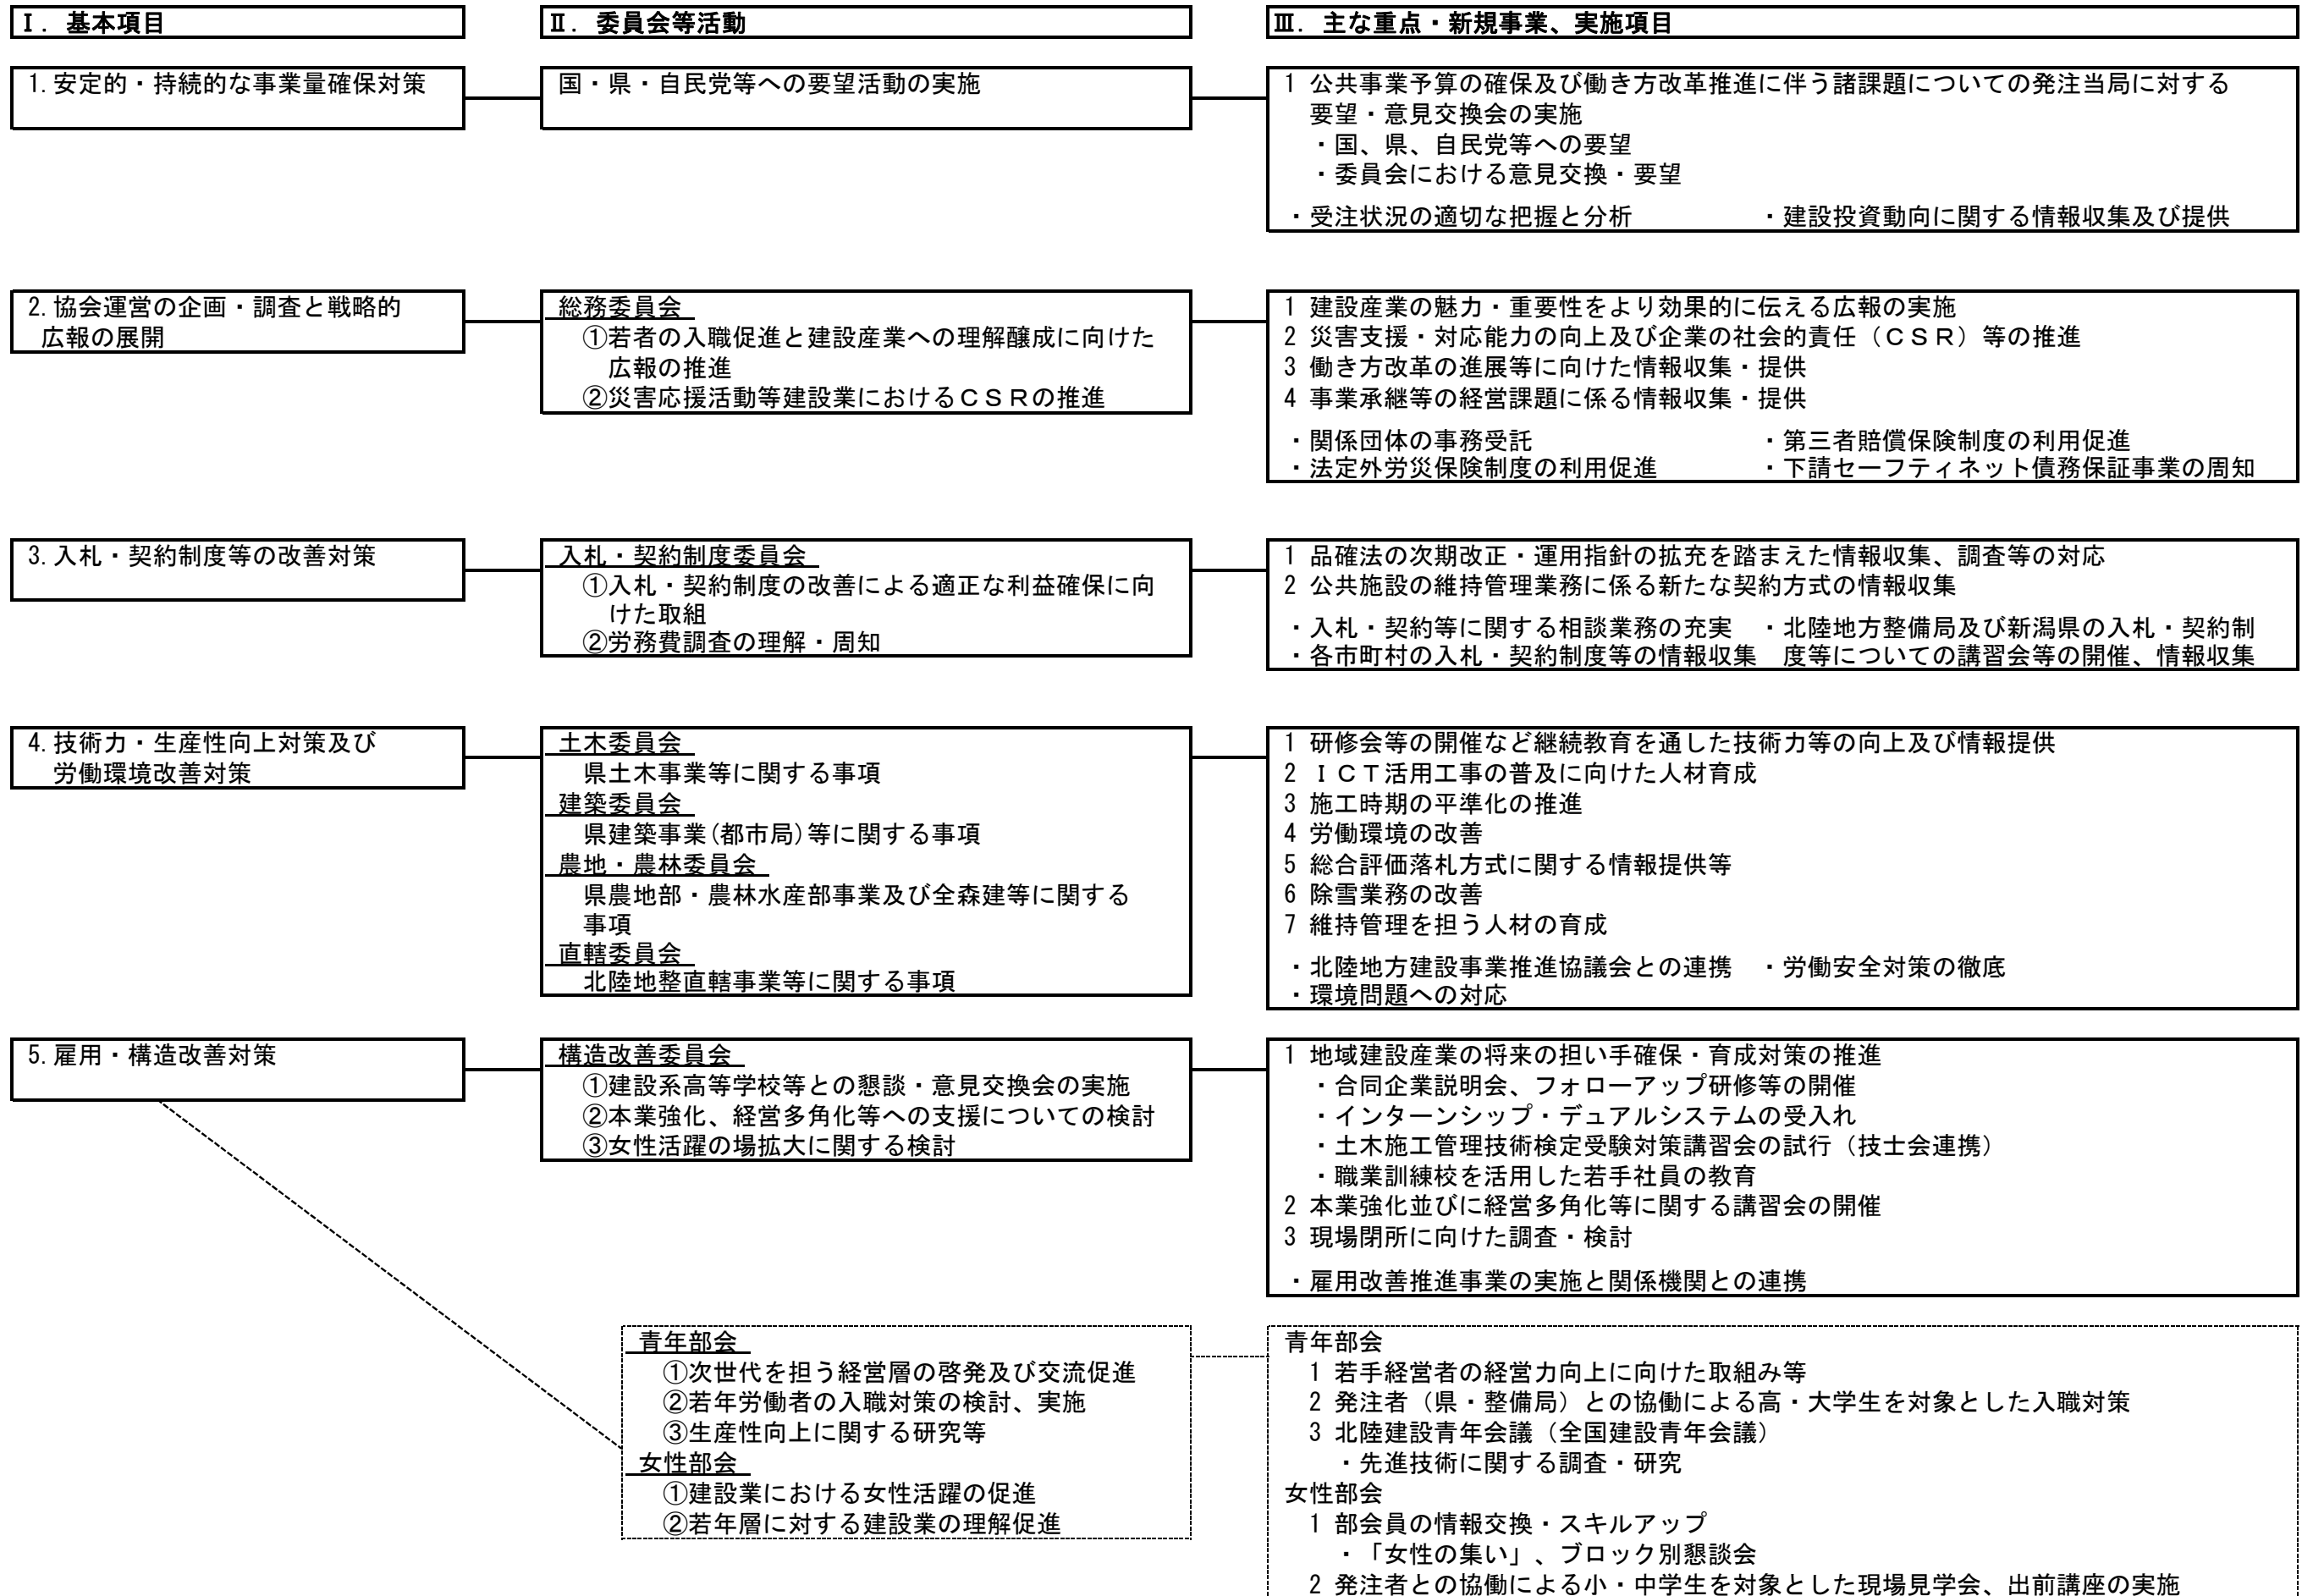 Ⅰ．基本項目
Ⅱ．委員会等活動
Ⅲ．主な重点・新規事業、実施項目
1.安定的・持続的な事業量確保対策
国・県・自民党等への要望活動の実施
1 公共事業予算の確保及び働き方改革推進に伴う諸課題についての発注当局に対する
要望・意見交換会の実施
・国、県、自民党等への要望
・委員会における意見交換・要望
・受注状況の適切な把握と分析 ・建設投資動向に関する情報収集及び提供
2.協会運営の企画・調査と戦略的
広報の展開
総務委員会
①若者の入職促進と建設産業への理解醸成に向けた
広報の推進
②災害応援活動等建設業におけるＣＳＲの推進
1 建設産業の魅力・重要性をより効果的に伝える広報の実施
2 災害支援・対応能力の向上及び企業の社会的責任（ＣＳＲ）等の推進
3 働き方改革の進展等に向けた情報収集・提供
4 事業承継等の経営課題に係る情報収集・提供
・関係団体の事務受託 ・第三者賠償保険制度の利用促進
・法定外労災保険制度の利用促進 ・下請セーフティネット債務保証事業の周知
3.入札・契約制度等の改善対策
入札・契約制度委員会
①入札・契約制度の改善による適正な利益確保に向
けた取組
②労務費調査の理解・周知
1 品確法の次期改正・運用指針の拡充を踏まえた情報収集、調査等の対応
2 公共施設の維持管理業務に係る新たな契約方式の情報収集
・入札・契約等に関する相談業務の充実 ・北陸地方整備局及び新潟県の入札・契約制
・各市町村の入札・契約制度等の情報収集 度等についての講習会等の開催、情報収集
4.技術力・生産性向上対策及び
労働環境改善対策
土木委員会
県土木事業等に関する事項
建築委員会
県建築事業(都市局)等に関する事項
農地・農林委員会
県農地部・農林水産部事業及び全森建等に関する
事項
直轄委員会
北陸地整直轄事業等に関する事項
1 研修会等の開催など継続教育を通した技術力等の向上及び情報提供
2 ＩＣＴ活用工事の普及に向けた人材育成
3 施工時期の平準化の推進
4 労働環境の改善
5 総合評価落札方式に関する情報提供等
6 除雪業務の改善
7 維持管理を担う人材の育成
・北陸地方建設事業推進協議会との連携 ・労働安全対策の徹底
・環境問題への対応
5.雇用・構造改善対策
構造改善委員会
①建設系高等学校等との懇談・意見交換会の実施
②本業強化、経営多角化等への支援についての検討
③女性活躍の場拡大に関する検討
1 地域建設産業の将来の担い手確保・育成対策の推進
・合同企業説明会、フォローアップ研修等の開催
・インターンシップ・デュアルシステムの受入れ
・土木施工管理技術検定受験対策講習会の試行（技士会連携）
・職業訓練校を活用した若手社員の教育
2 本業強化並びに経営多角化等に関する講習会の開催
3 現場閉所に向けた調査・検討
・雇用改善推進事業の実施と関係機関との連携
青年部会
①次世代を担う経営層の啓発及び交流促進
②若年労働者の入職対策の検討、実施
③生産性向上に関する研究等
女性部会
①建設業における女性活躍の促進
②若年層に対する建設業の理解促進
青年部会
1 若手経営者の経営力向上に向けた取組み等
2 発注者（県・整備局）との協働による高・大学生を対象とした入職対策
3 北陸建設青年会議（全国建設青年会議）
・先進技術に関する調査・研究
女性部会
1 部会員の情報交換・スキルアップ
・「女性の集い」、ブロック別懇談会
2 発注者との協働による小・中学生を対象とした現場見学会、出前講座の実施